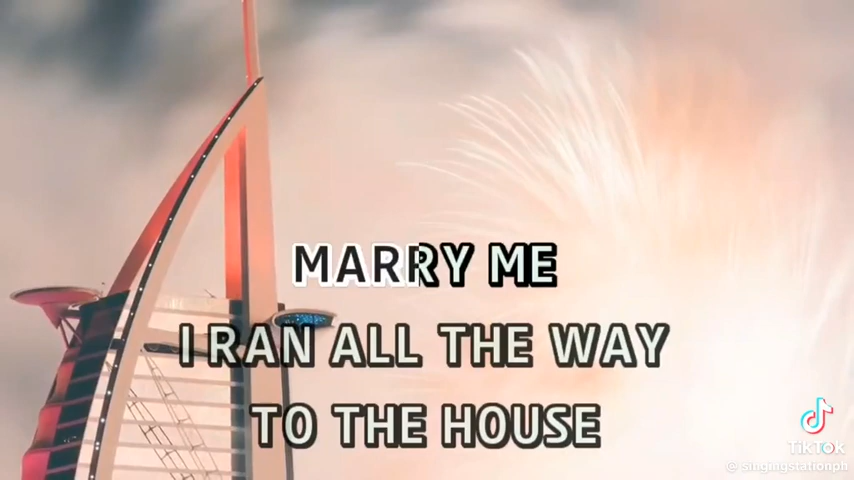 MARRY ME
I RAN ALL THE WAY
TO THE HOUSE
TikTok
@singingstationph